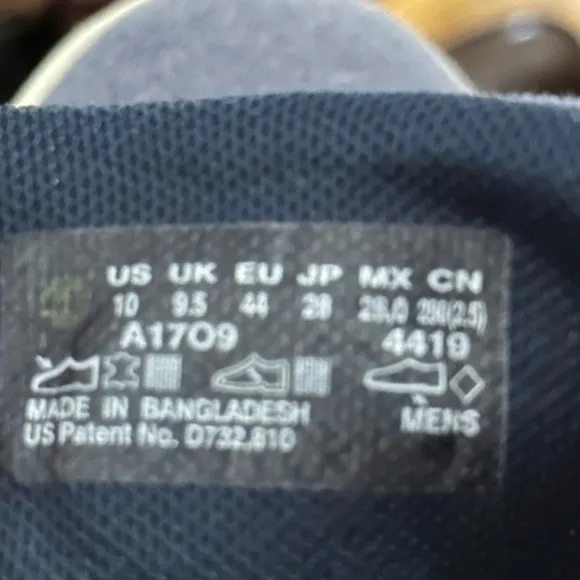 US UK EU JP MX CN
10 9.5 44 28 28.0 280(2.5)
A17O9 4419
MADE IN BANGLADESH MENS
US Patent No. D732,810